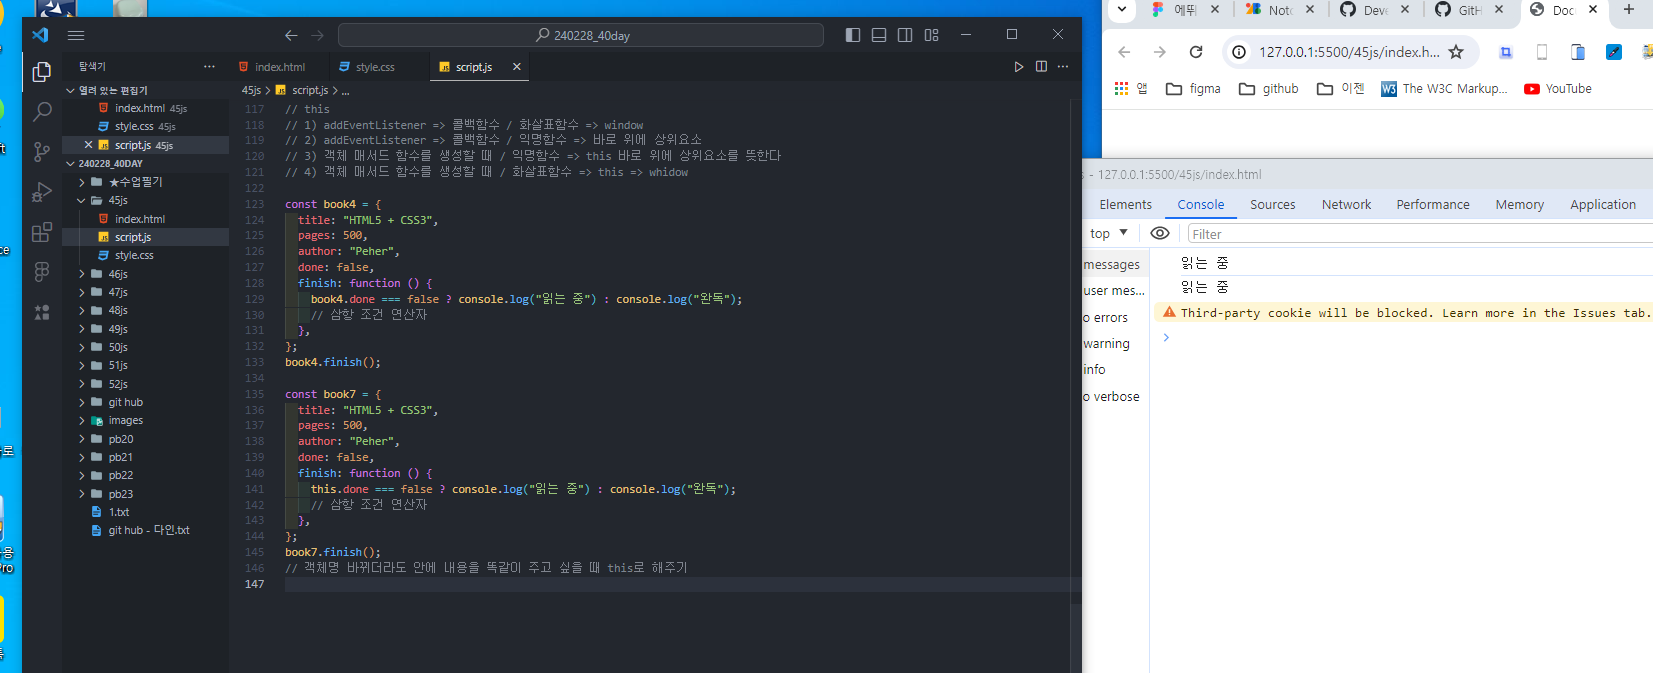 240228_40day
탐색기
index.html
style.css
script.js
열려 있는 편집기
index.html 45js
style.css 45js
script.js 45js
240228_40DAY
★수업필기
45js
index.html
script.js
style.css
46js
47js
48js
49js
50js
51js
52js
git hub
images
pb20
pb21
pb22
pb23
1.txt
git hub - 다인.txt
45js > script.js > ...
117 // this
118 // 1) addEventListener => 콜백함수 / 화살표함수 => window
119 // 2) addEventListener => 콜백함수 / 익명함수 => 바로 위에 상위요소
120 // 3) 객체 매서드 함수를 생성할 때 / 익명함수 => this 바로 위에 상위요소를 뜻한다
121 // 4) 객체 매서드 함수를 생성할 때 / 화살표함수 => this => whidow
122
123 const book4 = {
124 title: "HTML5 + CSS3",
125 pages: 500,
126 author: "Peher",
127 done: false,
128 finish: function () {
129 book4.done === false ? console.log("읽는 중") : console.log("완독");
130 // 삼항 조건 연산자
131 },
132 };
133 book4.finish();
134
135 const book7 = {
136 title: "HTML5 + CSS3",
137 pages: 500,
138 author: "Peher",
139 done: false,
140 finish: function () {
141 this.done === false ? console.log("읽는 중") : console.log("완독");
142 // 삼항 조건 연산자
143 },
144 };
145 book7.finish();
146 // 객체명 바뀌더라도 안에 내용을 똑같이 주고 싶을 때 this로 해주기
147
에뛰
Note
Deve
GitH
Doc
127.0.0.1:5500/45js/index.h...
앱
figma
github
이젠
W3
The W3C Markup...
YouTube
s - 127.0.0.1:5500/45js/index.html
Elements
Console
Sources
Network
Performance
Memory
Application
top
Filter
messages
user mes...
o errors
warning
info
o verbose
읽는 중
읽는 중
Third-party cookie will be blocked. Learn more in the Issues tab.